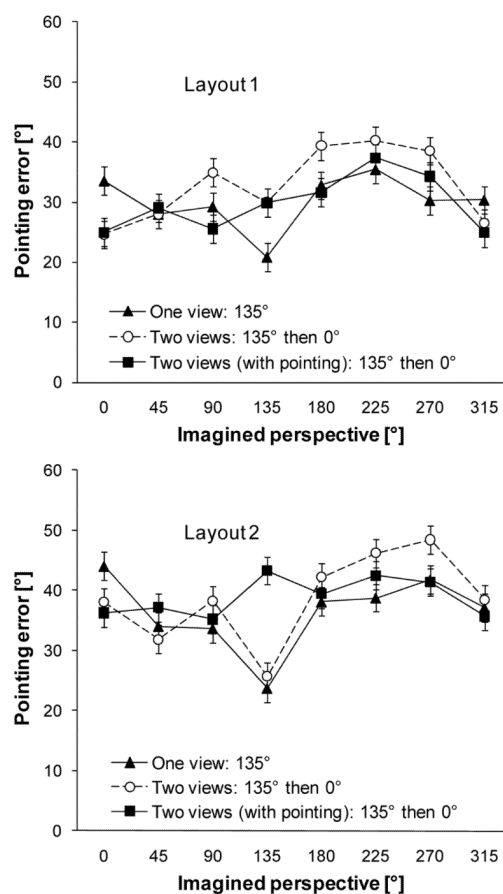 60
50
40
30
20
10
0
Pointing error [°]
Layout 1
One view: 135°
Two views: 135° then 0°
Two views (with pointing): 135° then 0°
0 45 90 135 180 225 270 315
Imagined perspective [°]
60
50
40
30
20
10
0
Pointing error [°]
Layout 2
One view: 135°
Two views: 135° then 0°
Two views (with pointing): 135° then 0°
0 45 90 135 180 225 270 315
Imagined perspective [°]